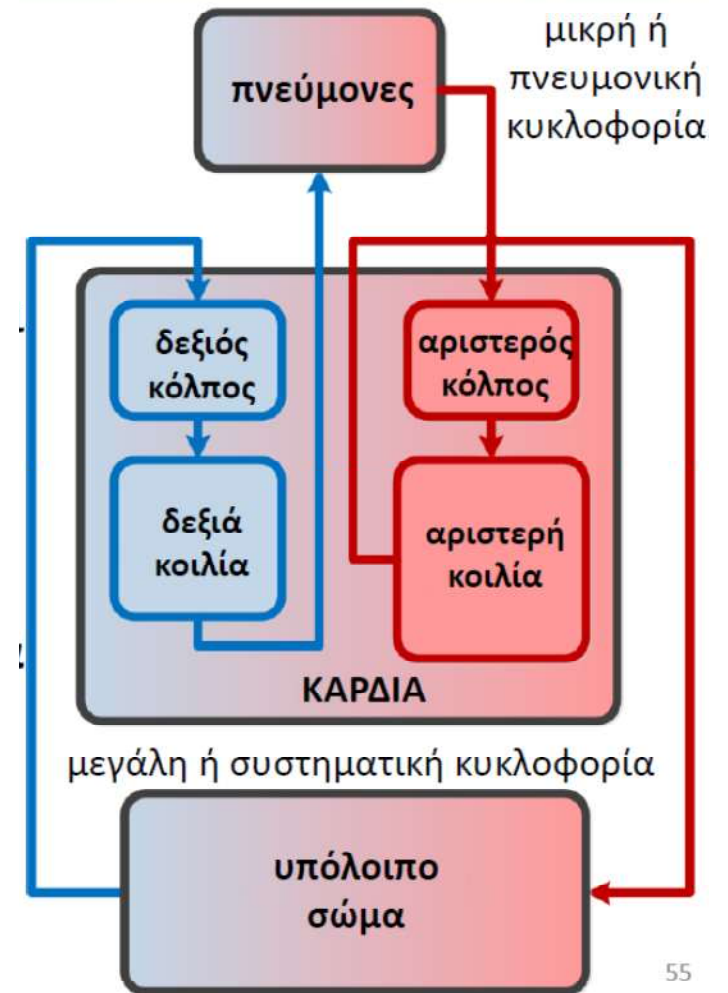 μικρή ή
πνευμονική
κυκλοφορία
πνεύμονες
δεξιός
κόλπος
αριστερός
κόλπος
δεξιά
κοιλία
αριστερή
κοιλία
ΚΑΡΔΙΑ
μεγάλη ή συστηματική κυκλοφορία
υπόλοιπο
σώμα
55